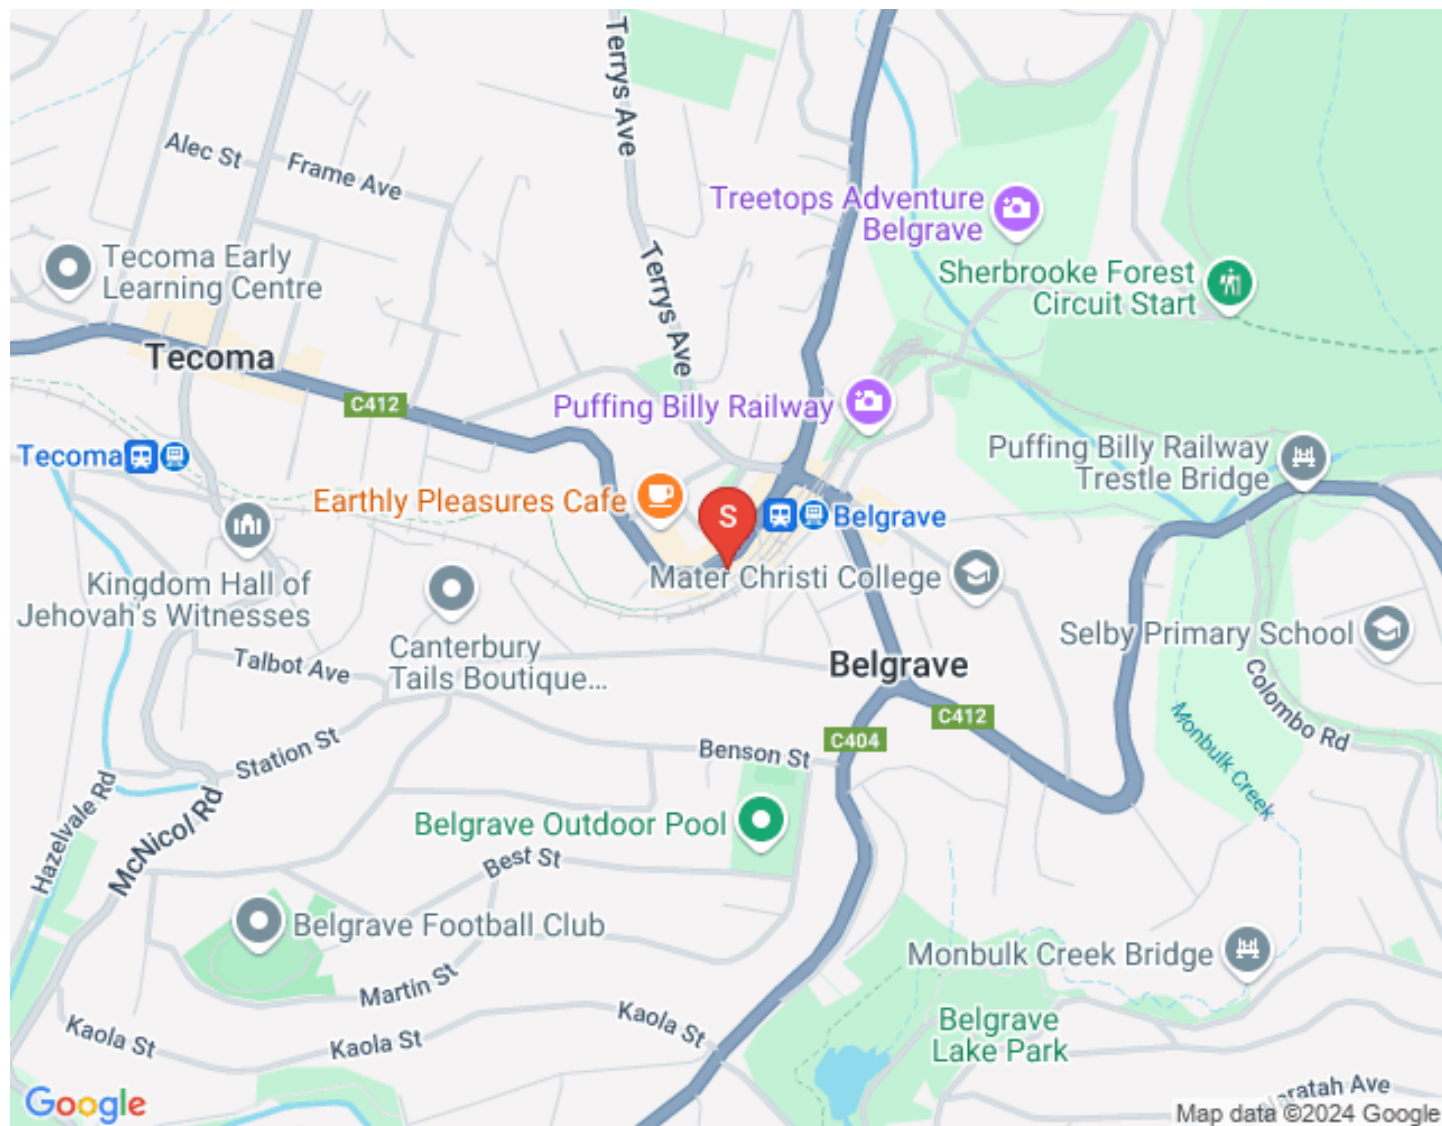 Terrys Ave
Alec St
Frame Ave
Treetops Adventure
Belgrave
Tecoma Early
Learning Centre
Terrys Ave
Sherbrooke Forest
Circuit Start
Tecoma
C412
Puffing Billy Railway
Tecoma
Puffing Billy Railway
Trestle Bridge
Earthly Pleasures Cafe
S
Belgrave
Kingdom Hall of
Jehovah's Witnesses
Mater Christi College
Canterbury
Tails Boutique...
Selby Primary School
Talbot Ave
Belgrave
Colombo Rd
C412
C404
Monbulk Creek
Station St
Benson St
Hazelvale Rd
McNicol Rd
Belgrave Outdoor Pool
Best St
Belgrave Football Club
Monbulk Creek Bridge
Martin St
Kaola St
Kaola St
Kaola St
Belgrave
Lake Park
Ave
Google
Map data ©2024 Google